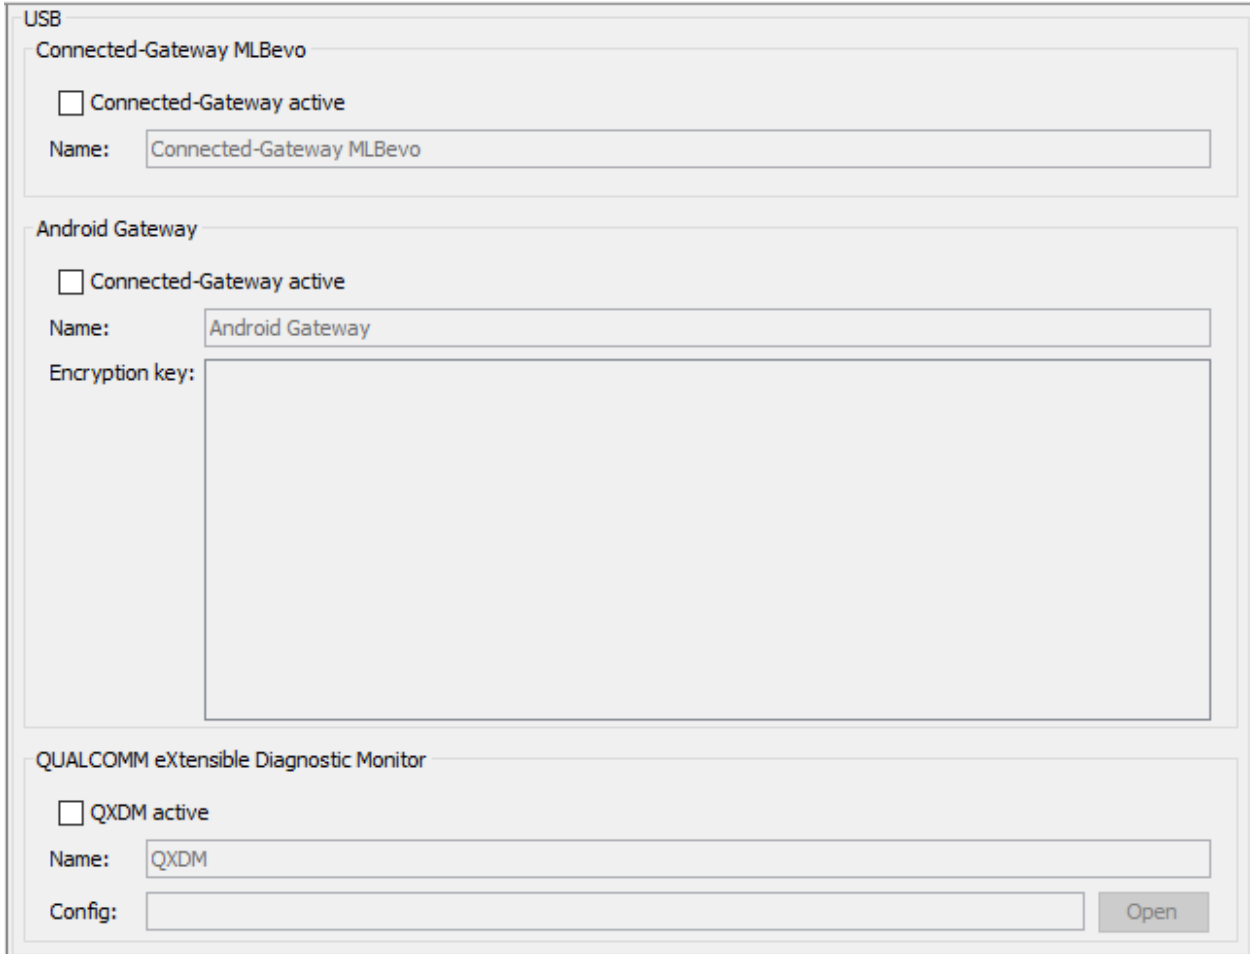 USB
Connected-Gateway MLBevo
Connected-Gateway active
Name: Connected-Gateway MLBevo
Android Gateway
Connected-Gateway active
Name: Android Gateway
Encryption key:
QUALCOMM eXtensible Diagnostic Monitor
QXDM active
Name: QXDM
Config: Open